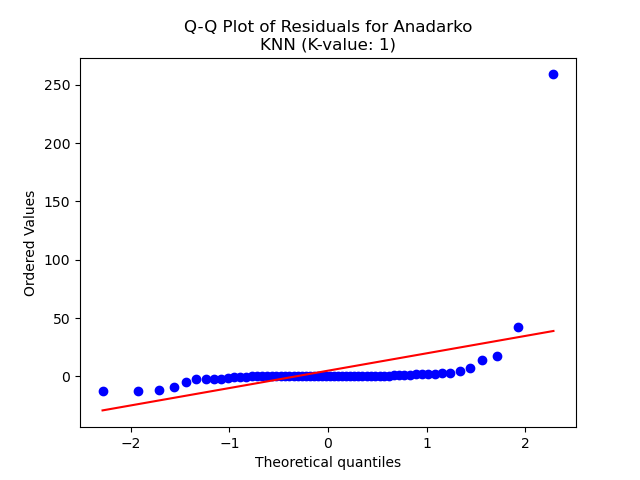 Q-Q Plot of Residuals for Anadarko
KNN (K-value: 1)
250
200
150
100
50
0
Ordered Values
−2
−1
0
1
2
Theoretical quantiles